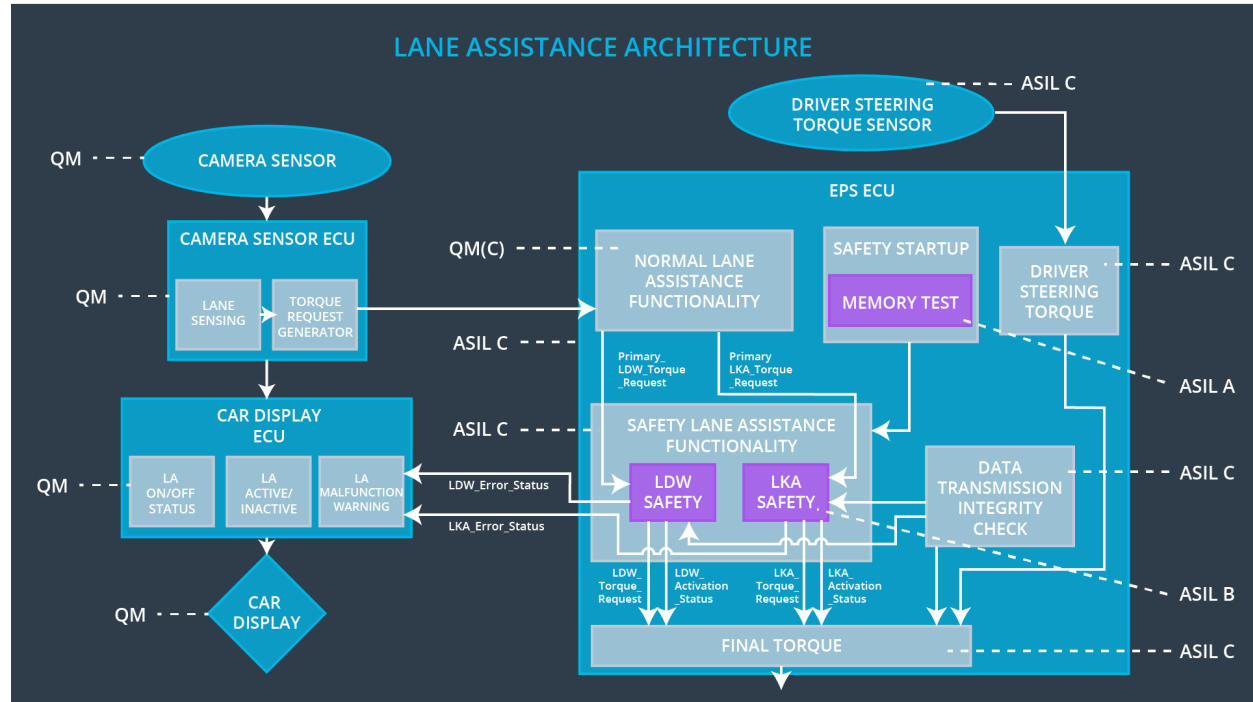 LANE ASSISTANCE ARCHITECTURE
ASIL C
DRIVER STEERING
TORQUE SENSOR
QM
CAMERA SENSOR
EPS ECU
CAMERA SENSOR ECU
QM(C)
NORMAL LANE
ASSISTANCE
FUNCTIONALITY
SAFETY STARTUP
MEMORY TEST
DRIVER
STEERING
TORQUE
ASIL C
QM
LANE
SENSING
TORQUE
REQUEST
GENERATOR
ASIL C
Primary_
LDW_Torque
_Request
Primary
LKA_Torque
_Request
ASIL A
CAR DISPLAY
ECU
ASIL C
SAFETY LANE ASSISTANCE
FUNCTIONALITY
QM
LA
ON/OFF
STATUS
LA
ACTIVE/
INACTIVE
LA
MALFUNCTION
WARNING
LDW_Error_Status
LKA_Error_Status
LDW
SAFETY
LKA
SAFETY
DATA
TRANSMISSION
INTEGRITY
CHECK
ASIL C
LDW_
Torque_
Request
LDW_
Activation
_Status
LKA_
Torque_
Request
LKA_
Activation
_Status
ASIL B
QM
CAR
DISPLAY
FINAL TORQUE
ASIL C